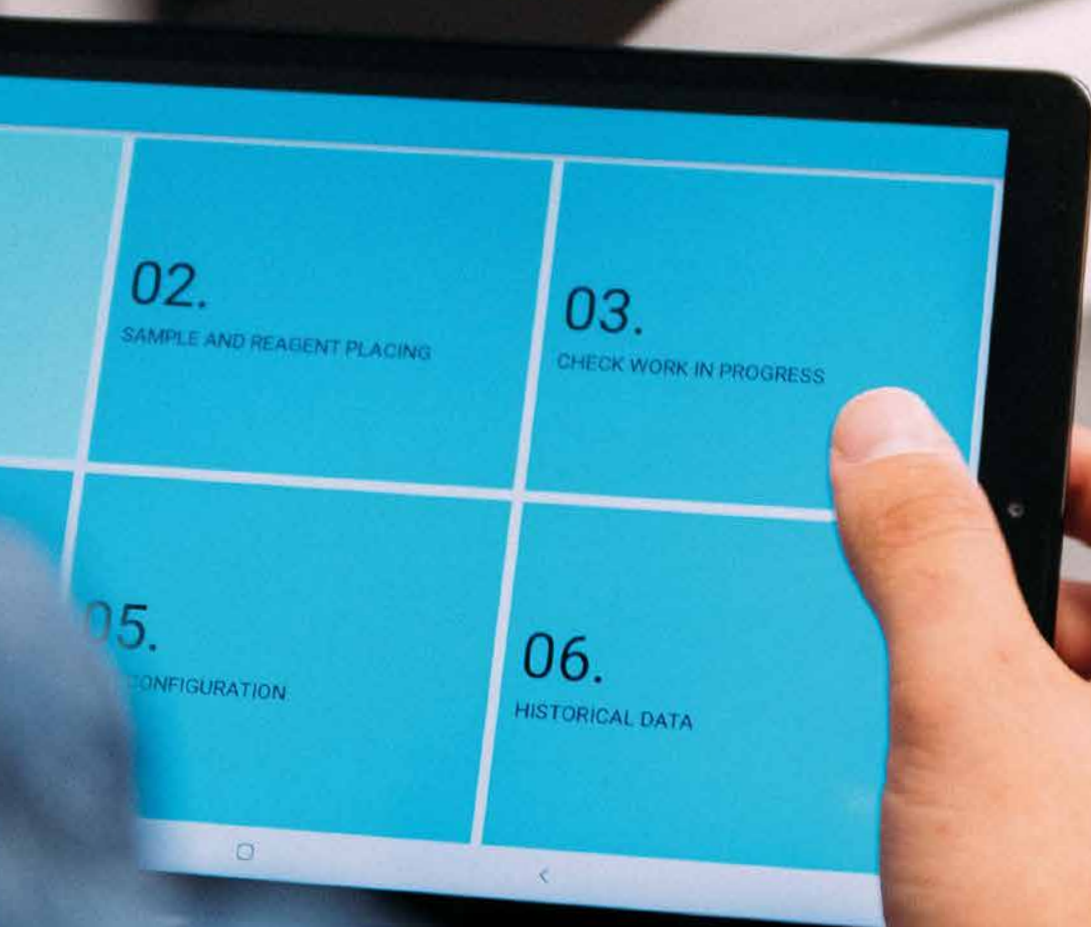 02.
SAMPLE AND REAGENT PLACING
03.
CHECK WORK IN PROGRESS
05.
CONFIGURATION
06.
HISTORICAL DATA